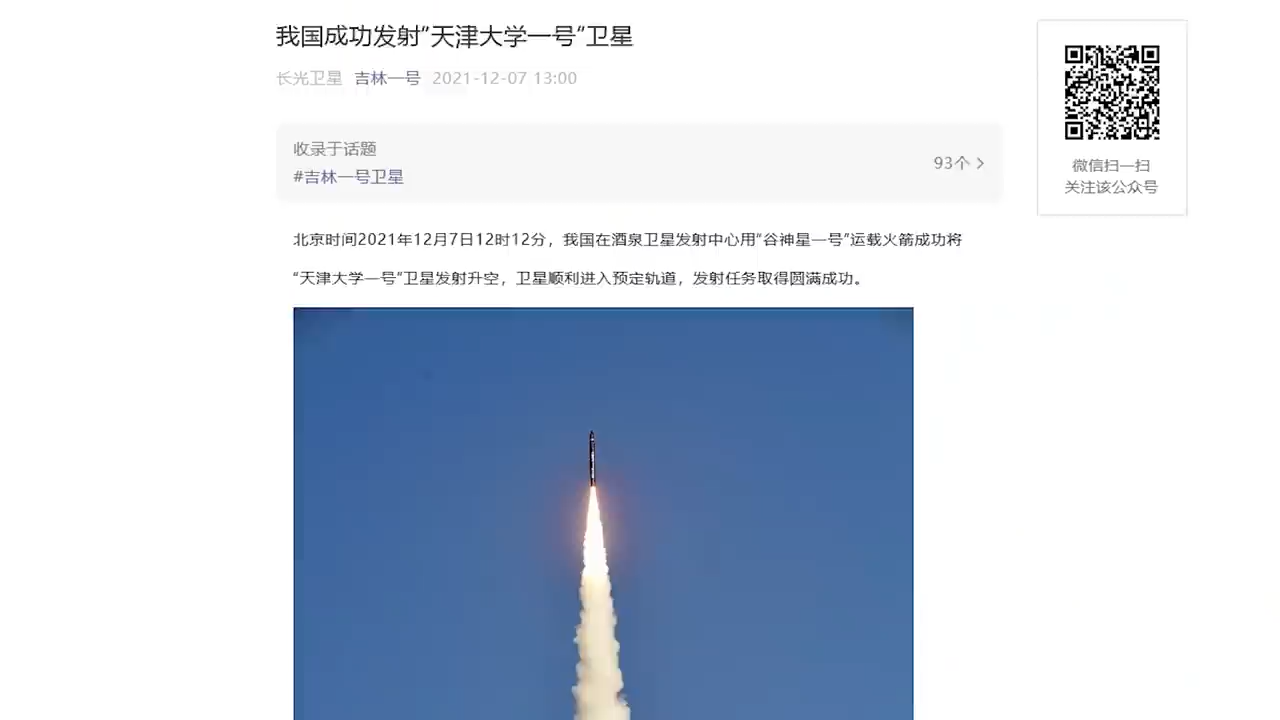 我国成功发射”天津大学一号”卫星
长光卫星 吉林一号 2021-12-07 13:00
收录于话题
#吉林一号卫星
93个
微信扫一扫
关注该公众号
北京时间2021年12月7日12时12分，我国在酒泉卫星发射中心用“谷神星一号”运载火箭成功将
“天津大学一号”卫星发射升空，卫星顺利进入预定轨道，发射任务取得圆满成功。